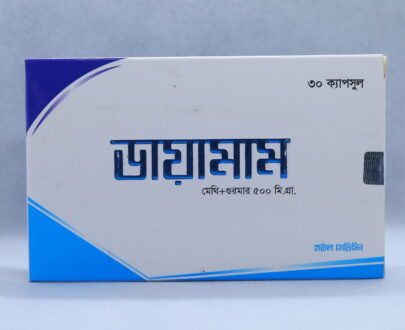 ৩০ ক্যাপসুল
ডায়ামাম
মেথি+গুরমার ৫০০ মি.গ্রা.
হার্বাল মেডিসিন